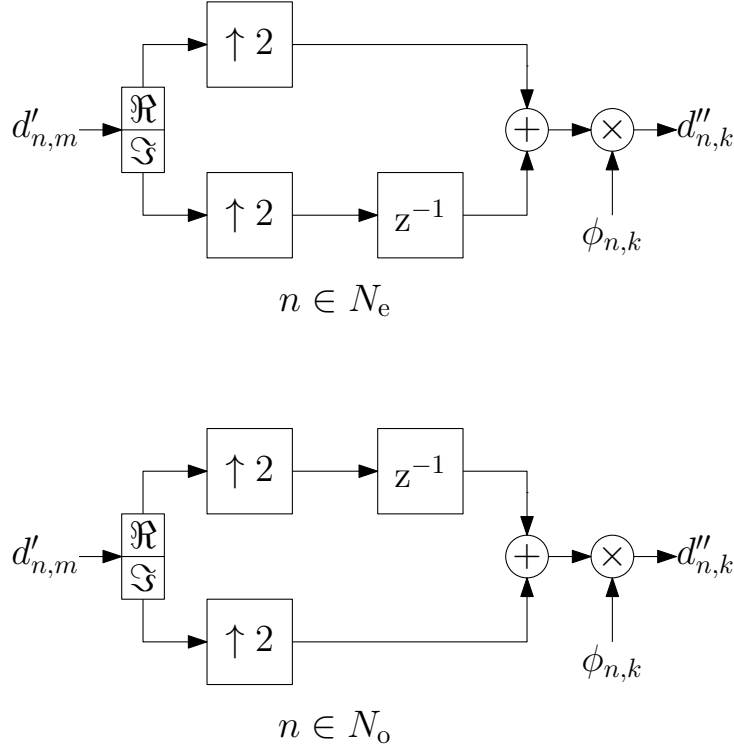 ↑ 2
d′ₙ,ₘ ℜ ℑ + × d″ₙ,ₖ
↑ 2 z⁻¹ ϕₙ,ₖ
n ∈ Nₑ
↑ 2 z⁻¹
d′ₙ,ₘ ℜ ℑ + × d″ₙ,ₖ
↑ 2 ϕₙ,ₖ
n ∈ Nₒ